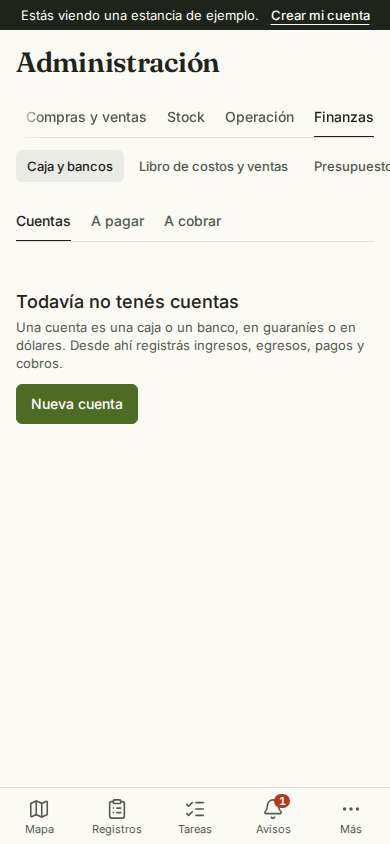 Estás viendo una estancia de ejemplo. Crear mi cuenta
Administración
Compras y ventas Stock Operación Finanzas
Caja y bancos Libro de costos y ventas Presupuesto
Cuentas A pagar A cobrar
Todavía no tenés cuentas
Una cuenta es una caja o un banco, en guaraníes o en
dólares. Desde ahí registrás ingresos, egresos, pagos y
cobros.
Nueva cuenta
1
Mapa Registros Tareas Avisos Más